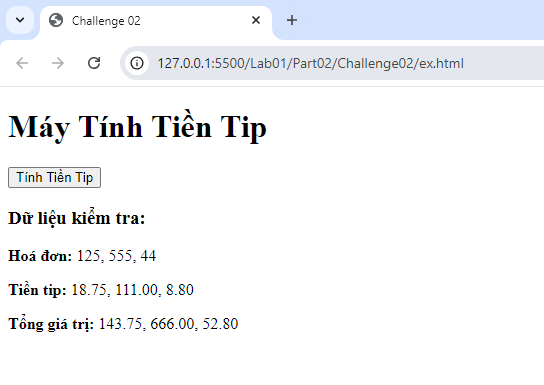 Challenge 02
127.0.0.1:5500/Lab01/Part02/Challenge02/ex.html
Máy Tính Tiền Tip
Tính Tiền Tip
Dữ liệu kiểm tra:
Hoá đơn: 125, 555, 44
Tiền tip: 18.75, 111.00, 8.80
Tổng giá trị: 143.75, 666.00, 52.80